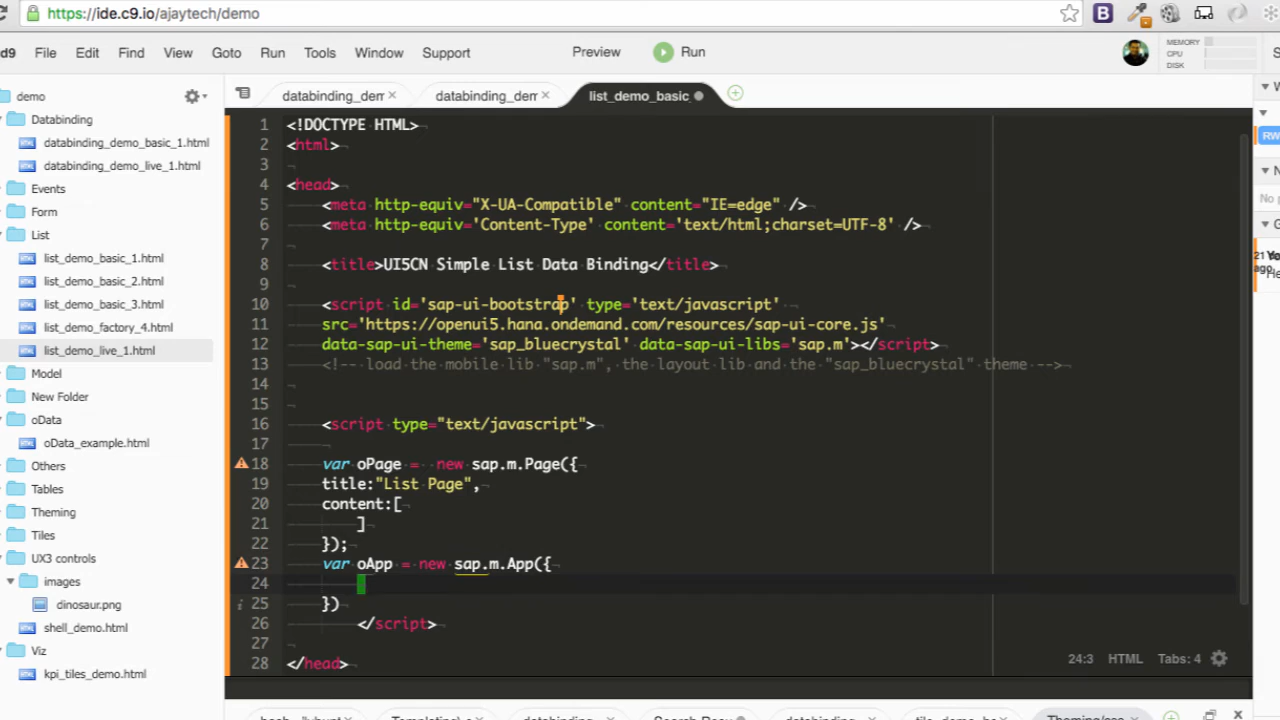 https://ide.c9.io/ajaytech/demo
d9 File Edit Find View Goto Run Tools Window Support Preview Run
MEMORY
CPU
DISK
demo
Databinding
databinding_demo_basic_1.html
databinding_demo_live_1.html
Events
Form
List
list_demo_basic_1.html
list_demo_basic_2.html
list_demo_basic_3.html
list_demo_factory_4.html
list_demo_live_1.html
Model
New Folder
oData
oData_example.html
Others
Tables
Theming
Tiles
UX3 controls
images
dinosaur.png
shell_demo.html
Viz
kpi_tiles_demo.html
databinding_dem × databinding_dem × list_demo_basic
1 <!DOCTYPE HTML>
2 <html>
3
4 <head>
5 <meta http-equiv="X-UA-Compatible" content="IE=edge" />
6 <meta http-equiv='Content-Type' content='text/html;charset=UTF-8' />
7
8 <title>UI5CN Simple List Data Binding</title>
9
10 <script id='sap-ui-bootstrap' type='text/javascript'
11 src='https://openui5.hana.ondemand.com/resources/sap-ui-core.js'
12 data-sap-ui-theme='sap_bluecrystal' data-sap-ui-libs='sap.m'></script>
13 <!-- load the mobile lib "sap.m", the layout lib and the "sap_bluecrystal" theme -->
14
15
16 <script type="text/javascript">
17
18 var oPage = new sap.m.Page({
19 title:"List Page",
20 content:[
21 ]
22 });
23 var oApp = new sap.m.App({
24
25 })
26 </script>
27
28 </head>
24:3 HTML Tabs: 4
RW
21 Yo
ago
He